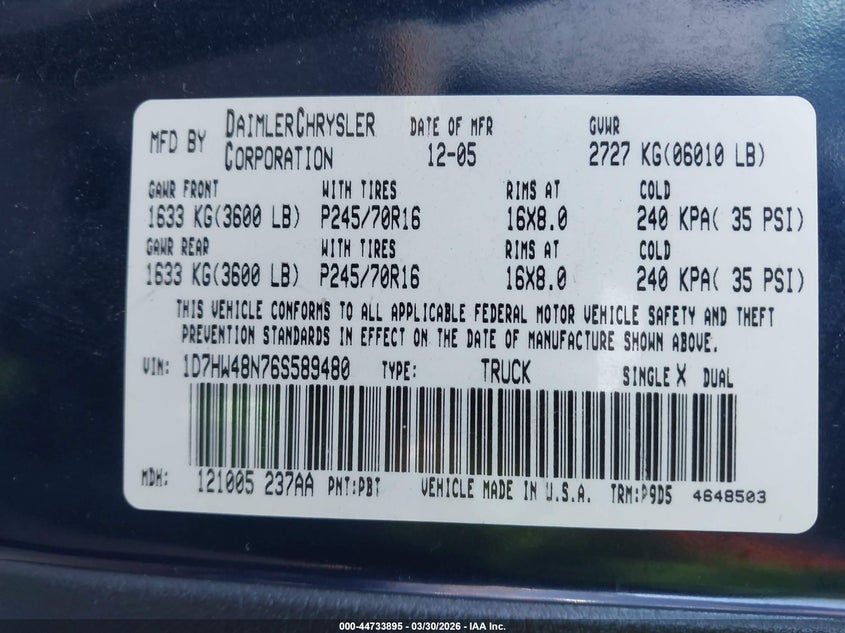 MFD BY DAIMLERCHRYSLER CORPORATION DATE OF MFR 12-05 GVWR 2727 KG(06010 LB)
GAWR FRONT WITH TIRES RIMS AT COLD
1633 KG(3600 LB) P245/70R16 16X8.0 240 KPA( 35 PSI)
GAWR REAR WITH TIRES RIMS AT COLD
1633 KG(3600 LB) P245/70R16 16X8.0 240 KPA( 35 PSI)
THIS VEHICLE CONFORMS TO ALL APPLICABLE FEDERAL MOTOR VEHICLE SAFETY AND THEFT
PREVENTION STANDARDS IN EFFECT ON THE DATE OF MANUFACTURE SHOWN ABOVE.
VIN: 1D7HW48N76S589480 TYPE: TRUCK SINGLE X DUAL
MDH: 121005 237AA PNT:PBT VEHICLE MADE IN U.S.A. TRM:P9D5 4648503
000-44733895 - 03/30/2026 - IAA Inc.